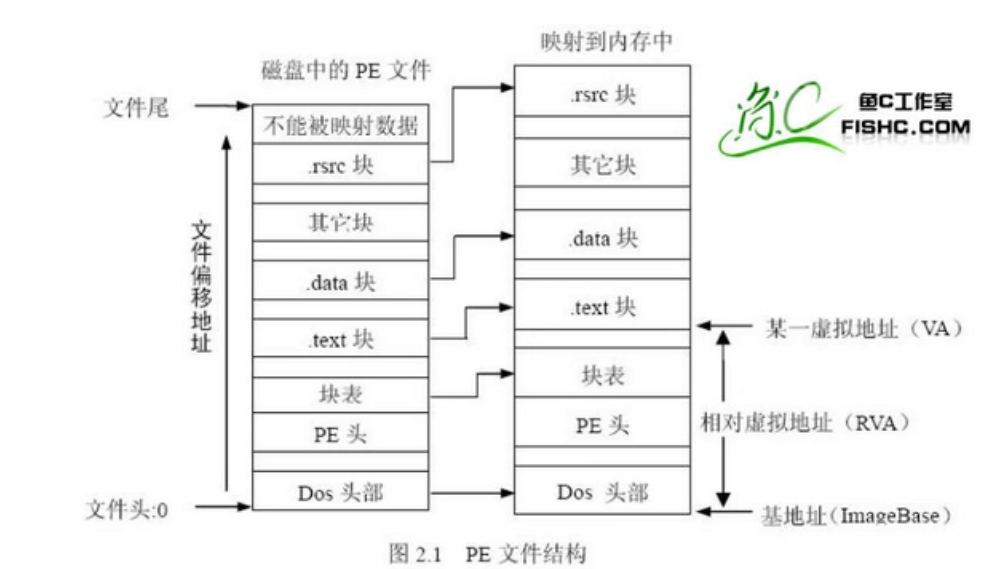 映射到内存中
磁盘中的 PE 文件
文件尾
不能被映射数据
.rsrc 块
其它块
.data 块
.text 块
块表
PE 头
Dos 头部
文件偏移地址
文件头:0
.rsrc 块
其它块
.data 块
.text 块
块表
PE 头
Dos 头部
鱼C
鱼C工作室
FISHC.COM
某一虚拟地址（VA）
相对虚拟地址（RVA）
基地址（ImageBase）
图 2.1 PE 文件结构